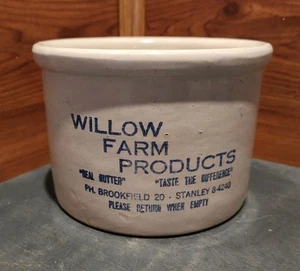 WILLOW
FARM
PRODUCTS
"REAL BUTTER" "TASTE THE DIFFERENCE"
PH. BROOKFIELD 20 - STANLEY 8-4240
PLEASE RETURN WHEN EMPTY